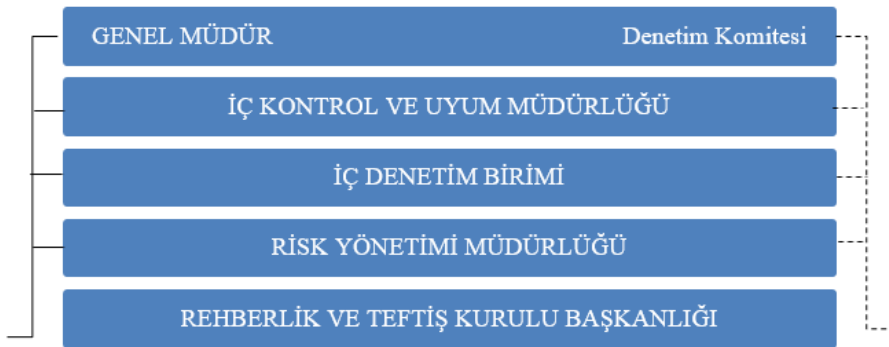 GENEL MÜDÜR Denetim Komitesi
İÇ KONTROL VE UYUM MÜDÜRLÜĞÜ
İÇ DENETİM BİRİMİ
RİSK YÖNETİMİ MÜDÜRLÜĞÜ
REHBERLİK VE TEFTİŞ KURULU BAŞKANLIĞI